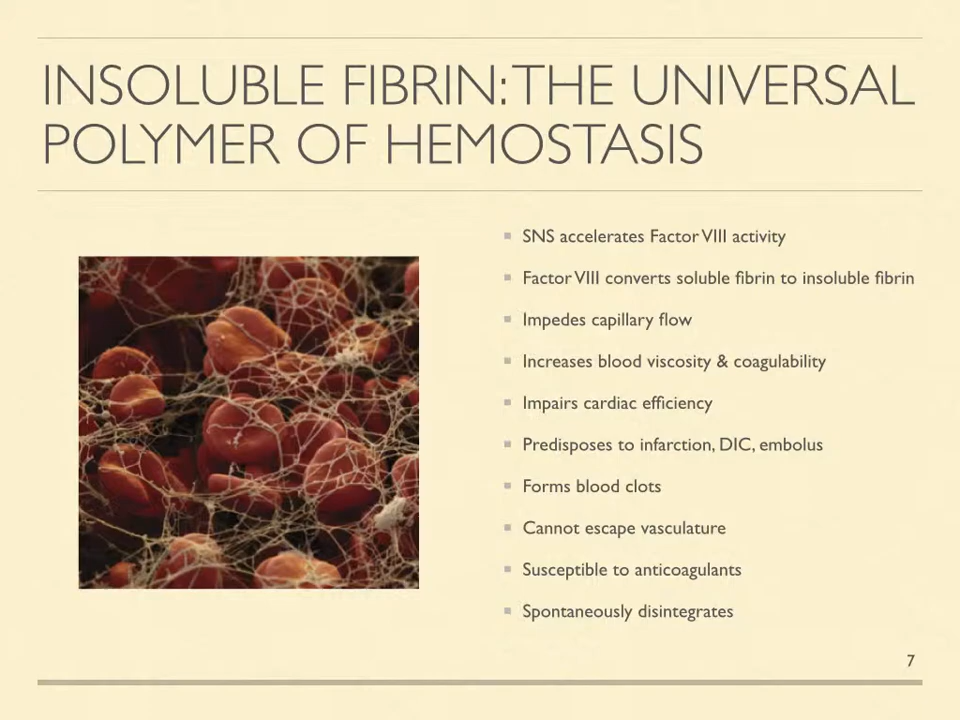 INSOLUBLE FIBRIN: THE UNIVERSAL
POLYMER OF HEMOSTASIS
SNS accelerates Factor VIII activity
Factor VIII converts soluble fibrin to insoluble fibrin
Impedes capillary flow
Increases blood viscosity & coagulability
Impairs cardiac efficiency
Predisposes to infarction, DIC, embolus
Forms blood clots
Cannot escape vasculature
Susceptible to anticoagulants
Spontaneously disintegrates
7